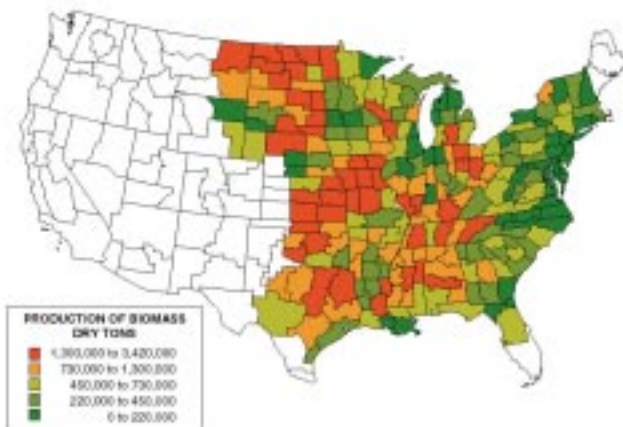 PRODUCTION OF BIOMASS
DRY TONS
1,300,000 to 3,420,000
730,000 to 1,300,000
450,000 to 730,000
220,000 to 450,000
0 to 220,000